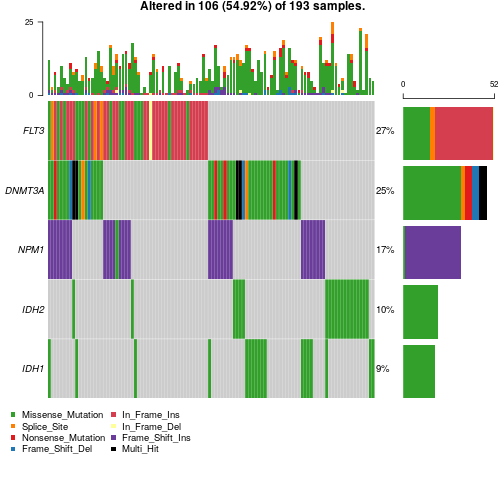 Altered in 106 (54.92%) of 193 samples.
25
0
0 52
FLT3 27%
DNMT3A 25%
NPM1 17%
IDH2 10%
IDH1 9%
Missense_Mutation In_Frame_Ins
Splice_Site In_Frame_Del
Nonsense_Mutation Frame_Shift_Ins
Frame_Shift_Del Multi_Hit